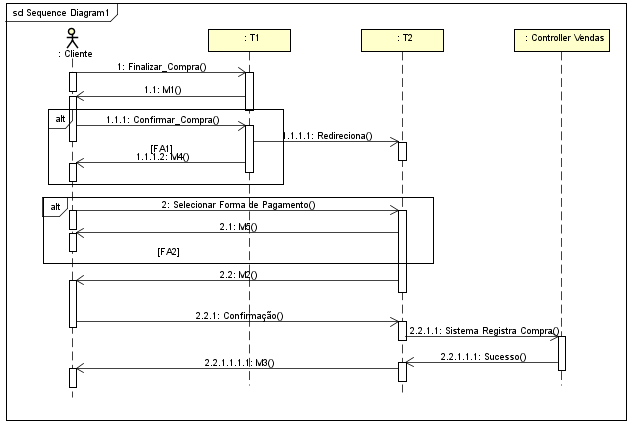 sd Sequence Diagram1
: Cliente
: T1
: T2
: Controller Vendas
1: Finalizar_Compra()
1.1: M1()
alt
1.1.1: Confirmar_Compra()
1.1.1.1: Redireciona()
[FA1]
1.1.1.2: M4()
alt
2: Selecionar Forma de Pagamento()
2.1: M5()
[FA2]
2.2: M2()
2.2.1: Confirmação()
2.2.1.1: Sistema Registra Compra()
2.2.1.1.1: Sucesso()
2.2.1.1.1.1: M3()